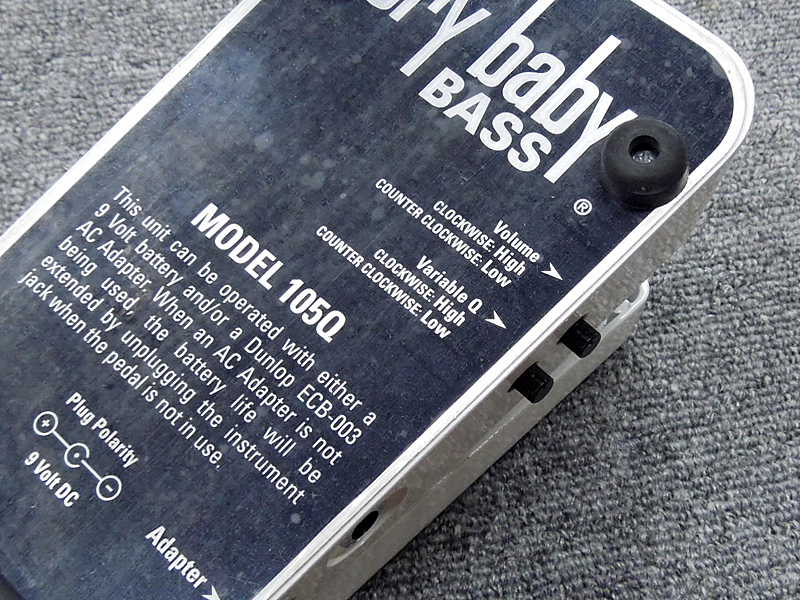 cry baby
BASS
®
Volume
CLOCKWISE: High
COUNTER CLOCKWISE: Low
Variable Q
CLOCKWISE: High
COUNTER CLOCKWISE: Low
MODEL 105Q
This unit can be operated with either a
9 Volt battery and/or a Dunlop ECB-003
AC Adapter. When an AC Adapter is not
being used, the battery life will be
extended by unplugging the instrument
jack when the pedal is not in use.
Plug Polarity
+ C −
9 Volt DC
Adapter